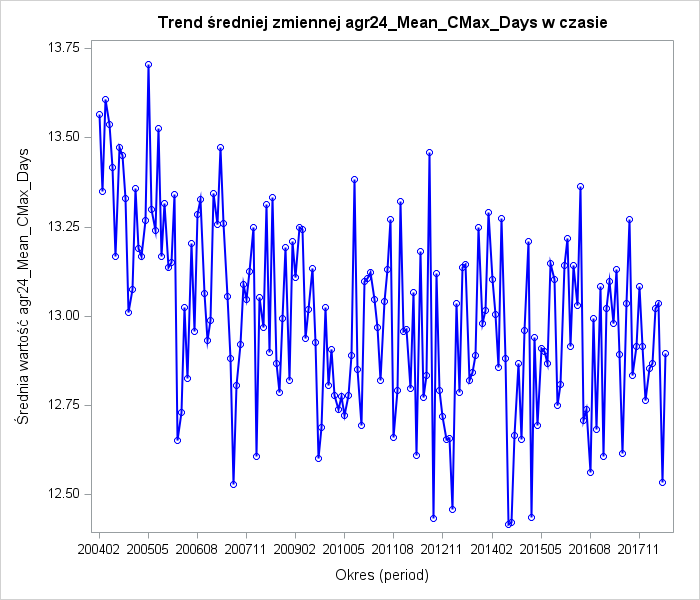 Trend średniej zmiennej agr24_Mean_CMax_Days w czasie
Średnia wartość agr24_Mean_CMax_Days
13.75
13.50
13.25
13.00
12.75
12.50
200402 200505 200608 200711 200902 201005 201108 201211 201402 201505 201608 201711
Okres (period)